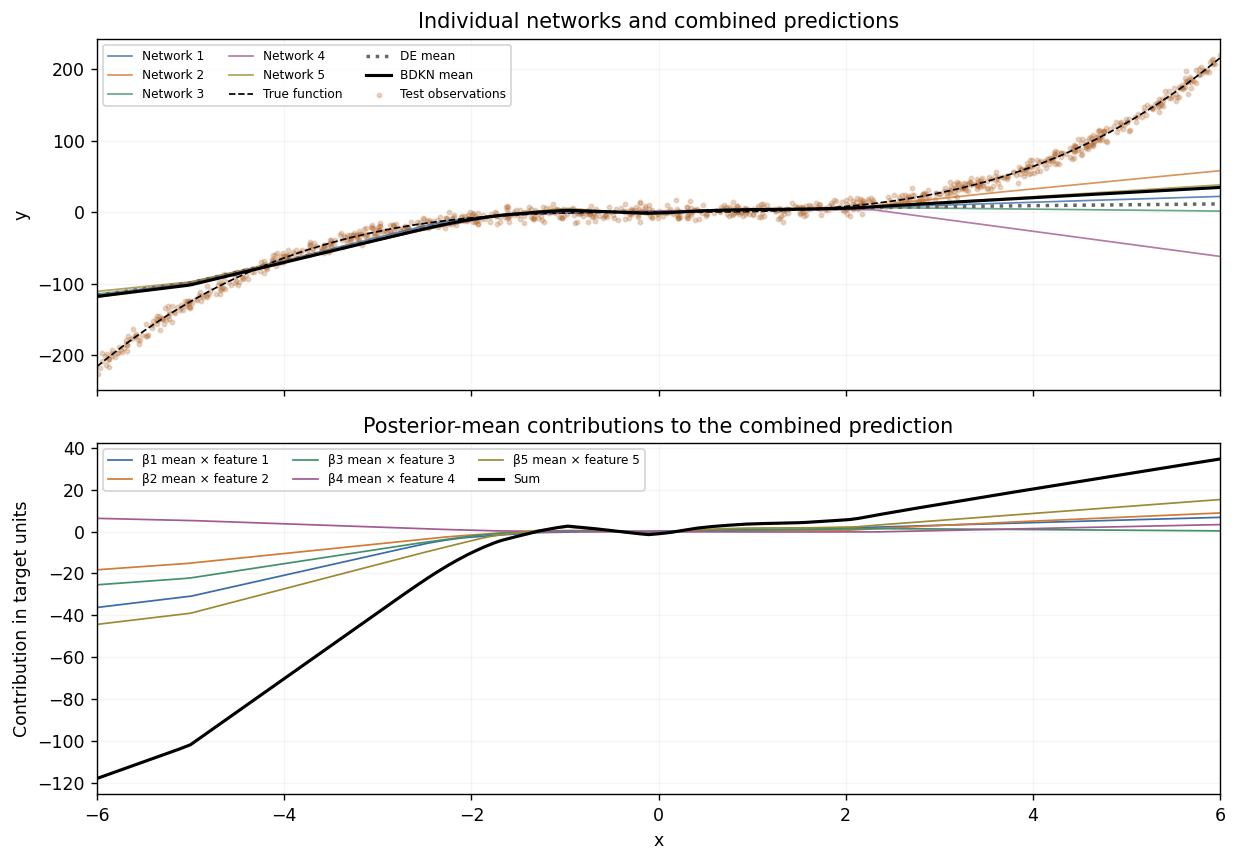 Individual networks and combined predictions
Network 1
Network 2
Network 3
Network 4
Network 5
True function
DE mean
BDKN mean
Test observations
200
100
0
−100
−200
y
Posterior-mean contributions to the combined prediction
β1 mean × feature 1
β2 mean × feature 2
β3 mean × feature 3
β4 mean × feature 4
β5 mean × feature 5
Sum
40
20
0
−20
−40
−60
−80
−100
−120
Contribution in target units
−6
−4
−2
0
2
4
6
x